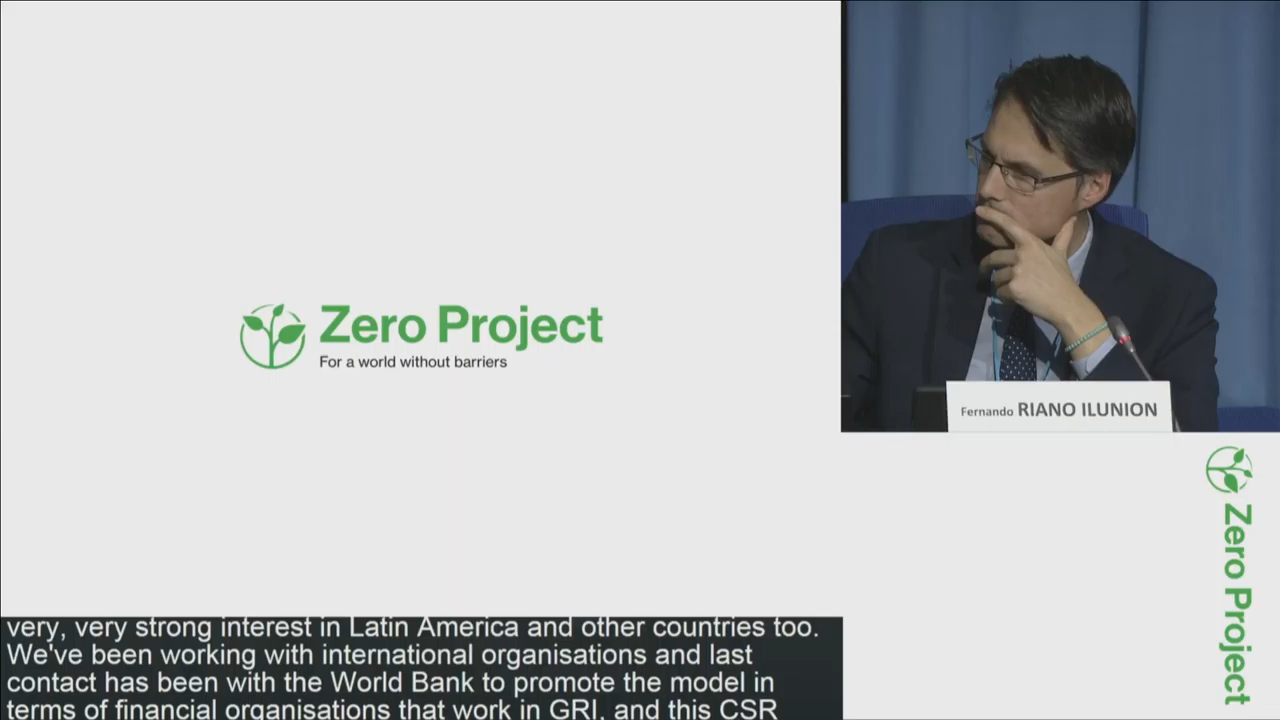 Zero Project
For a world without barriers
Fernando RIANO ILUNION
Zero Project
very, very strong interest in Latin America and other countries too.
We've been working with international organisations and last
contact has been with the World Bank to promote the model in
terms of financial organisations that work in GRI, and this CSR